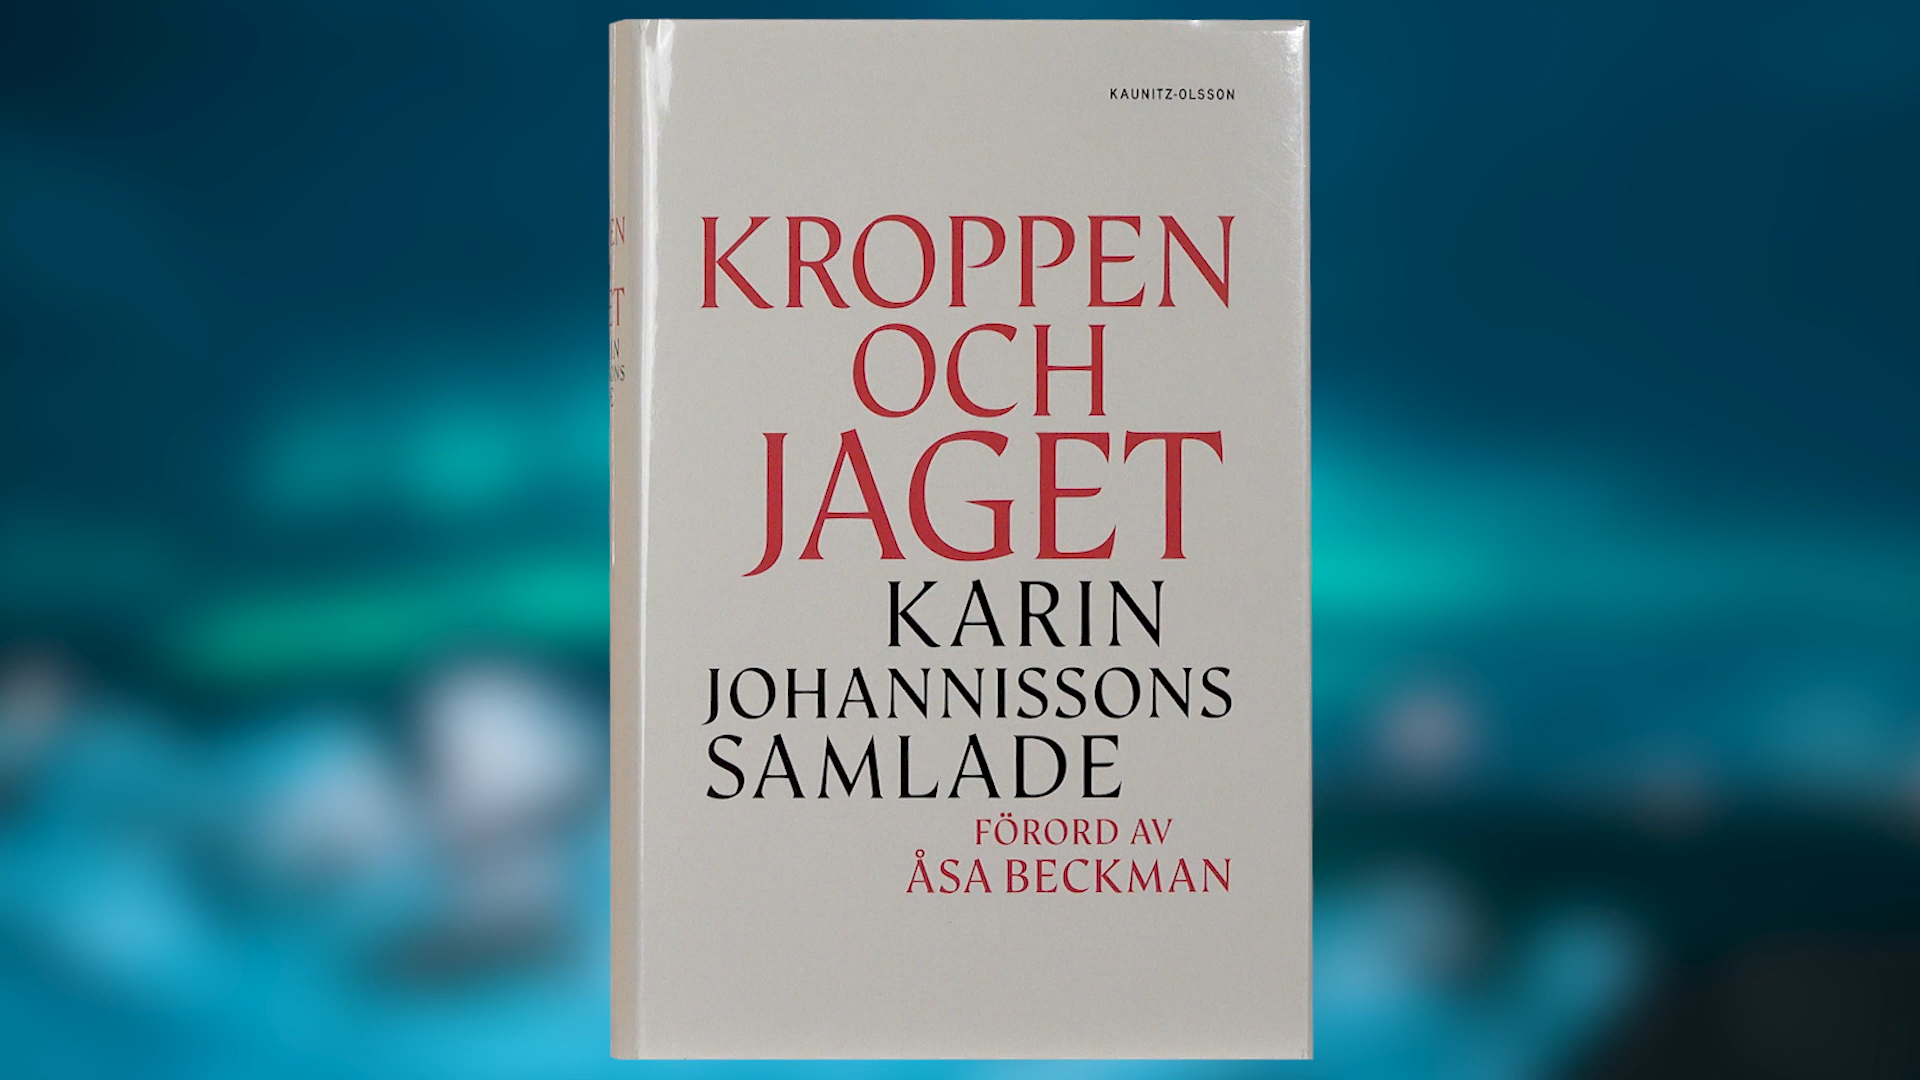 KAUNITZ-OLSSON
KROPPEN
OCH
JAGET
KARIN
JOHANNISSONS
SAMLADE
FÖRORD AV
ÅSA BECKMAN